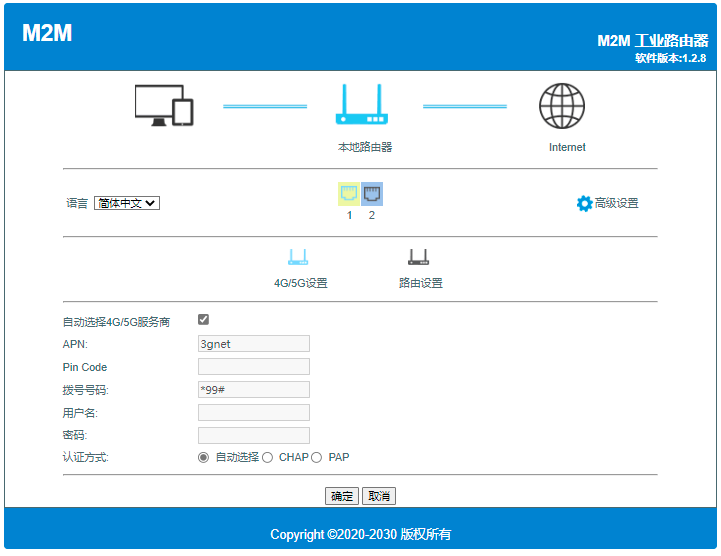 M2M
M2M 工业路由器
软件版本:1.2.8
本地路由器
Internet
语言 简体中文
1 2
高级设置
4G/5G设置
路由设置
自动选择4G/5G服务商
APN: 3gnet
Pin Code
拨号号码: *99#
用户名:
密码:
认证方式: 自动选择 CHAP PAP
确定 取消
Copyright ©2020-2030 版权所有